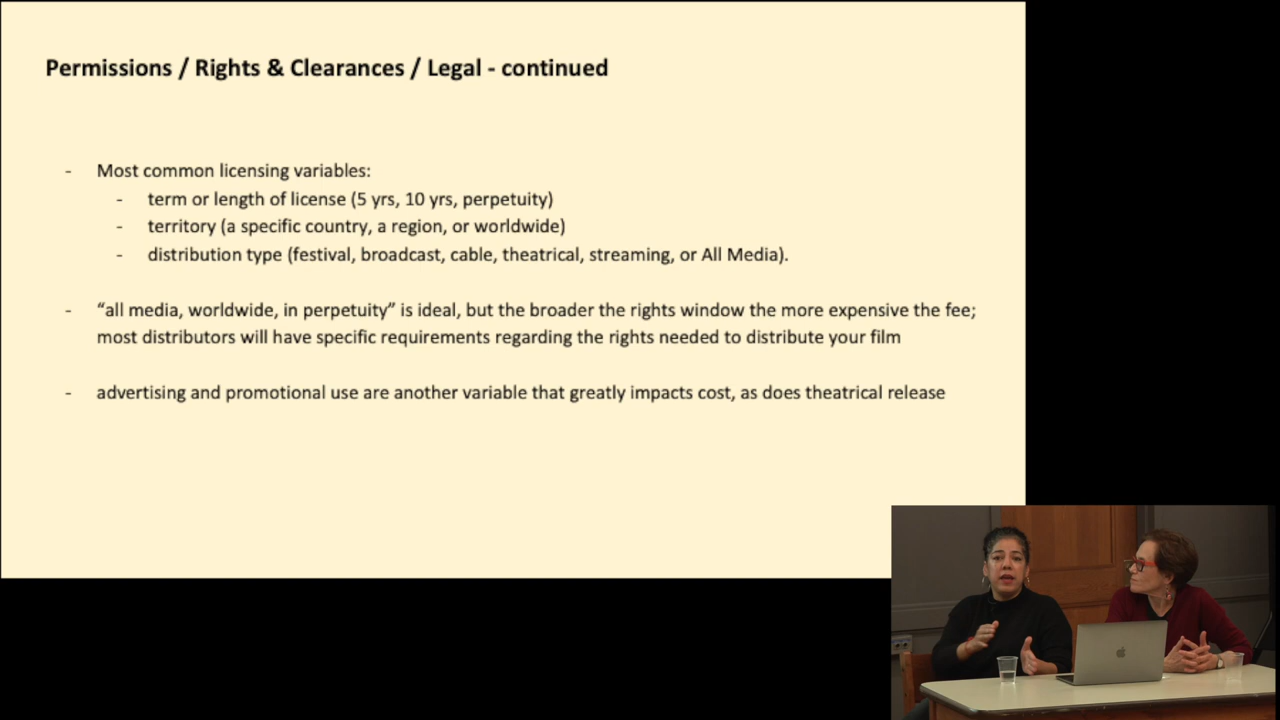 Permissions / Rights & Clearances / Legal - continued
- Most common licensing variables:
- term or length of license (5 yrs, 10 yrs, perpetuity)
- territory (a specific country, a region, or worldwide)
- distribution type (festival, broadcast, cable, theatrical, streaming, or All Media).
- “all media, worldwide, in perpetuity” is ideal, but the broader the rights window the more expensive the fee;
most distributors will have specific requirements regarding the rights needed to distribute your film
- advertising and promotional use are another variable that greatly impacts cost, as does theatrical release